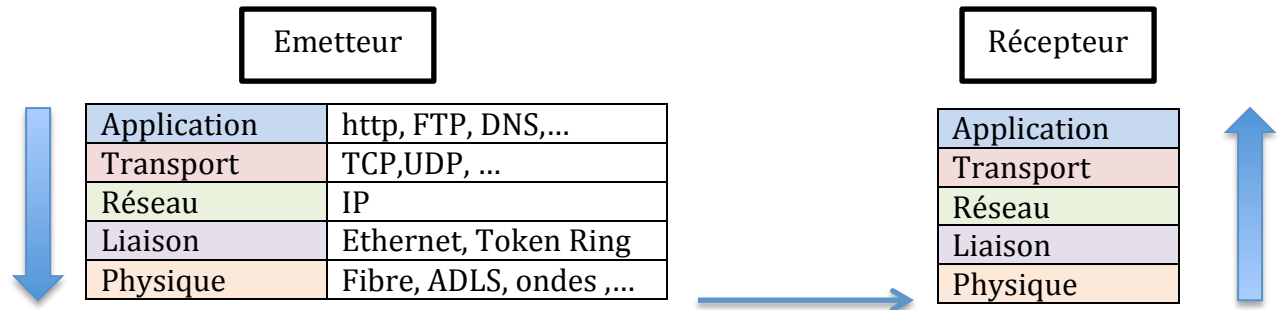 Emetteur
Récepteur
Application http, FTP, DNS,…
Transport TCP,UDP, …
Réseau IP
Liaison Ethernet, Token Ring
Physique Fibre, ADLS, ondes ,…
Application
Transport
Réseau
Liaison
Physique